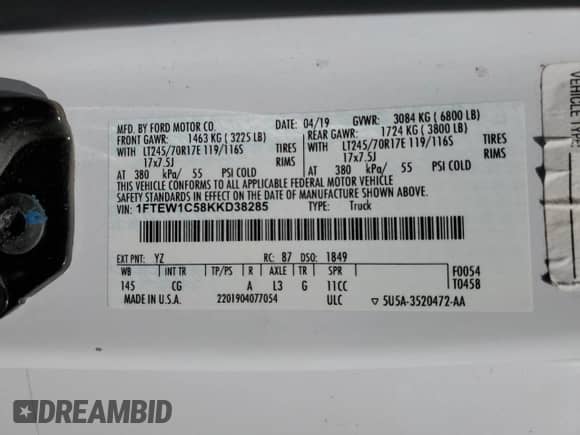 MFD. BY FORD MOTOR CO.
DATE: 04/19 GVWR: 3084 KG ( 6800 LB)
FRONT GAWR: 1463 KG ( 3225 LB)
REAR GAWR: 1724 KG ( 3800 LB)
WITH LT245/70R17E 119/116S TIRES
WITH LT245/70R17E 119/116S TIRES
17x7.5J RIMS
17x7.5J RIMS
AT 380 kPa/ 55 PSI COLD
AT 380 kPa/ 55 PSI COLD
THIS VEHICLE CONFORMS TO ALL APPLICABLE FEDERAL MOTOR VEHICLE
SAFETY STANDARDS IN EFFECT ON THE DATE OF MANUFACTURE SHOWN ABOVE.
VIN: 1FTEW1C58KKD38285 TYPE: Truck
EXT PNT: YZ RC: 87 DSO: 1849
WB INT TR TP/PS R AXLE TR SPR F0054
145 CG A L3 G 11CC T0458
MADE IN U.S.A. 2201904077054 ULC ▽ 5U5A-3520472-AA
VEHICLE TYPE:
DREAMBID